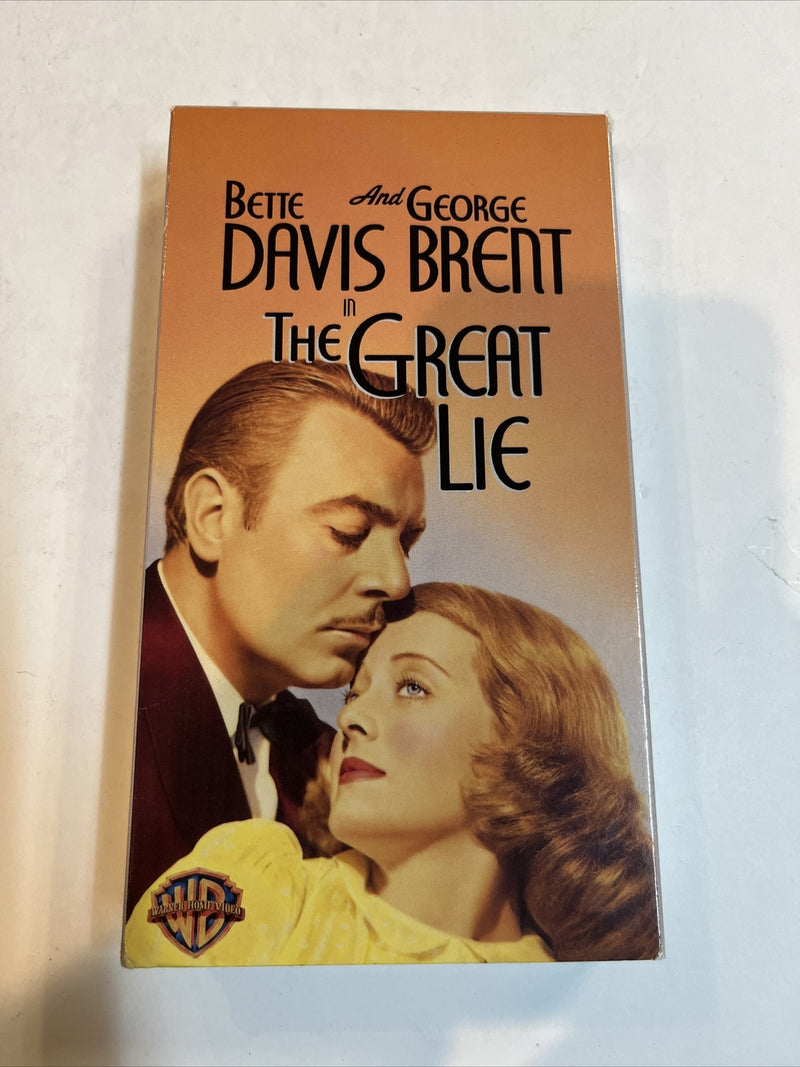 BETTE And GEORGE
DAVIS BRENT
in
THE GREAT
LIE
WARNER HOME VIDEO
WB